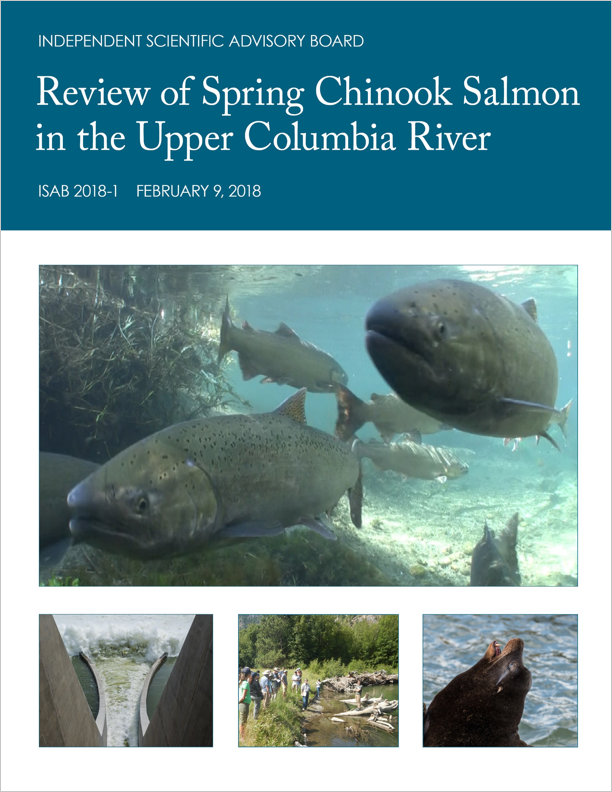 INDEPENDENT SCIENTIFIC ADVISORY BOARD
Review of Spring Chinook Salmon
in the Upper Columbia River
ISAB 2018-1 FEBRUARY 9, 2018